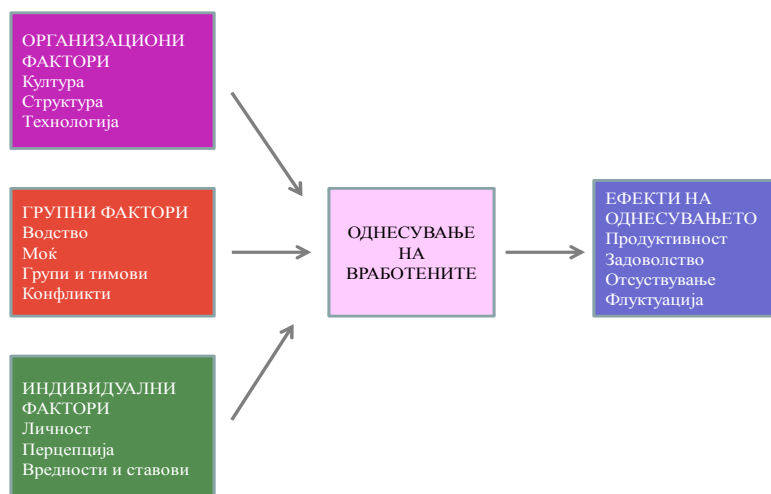 ОРГАНИЗАЦИОНИ
ФАКТОРИ
Култура
Структура
Технологија
ГРУПНИ ФАКТОРИ
Водство
Моќ
Групи и тимови
Конфликти
ИНДИВИДУАЛНИ
ФАКТОРИ
Личност
Перцепција
Вредности и ставови
ОДНЕСУВАЊЕ
НА
ВРАБОТЕНИТЕ
ЕФЕКТИ НА
ОДНЕСУВАЊЕТО
Продуктивност
Задоволство
Отсуствување
Флуктуација